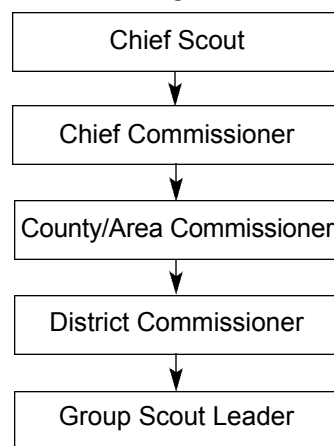 Chief Scout
Chief Commissioner
County/Area Commissioner
District Commissioner
Group Scout Leader